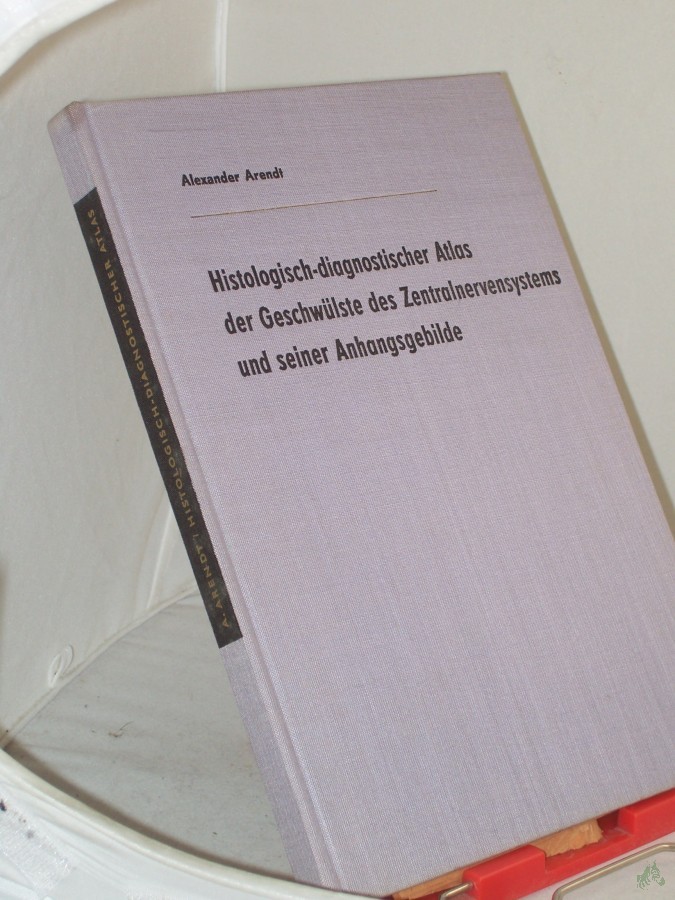 Alexander Arendt
Histologisch-diagnostischer Atlas
der Geschwülste des Zentralnervensystems
und seiner Anhangsgebilde
A. ARENDT / HISTOLOGISCH-DIAGNOSTISCHER ATLAS